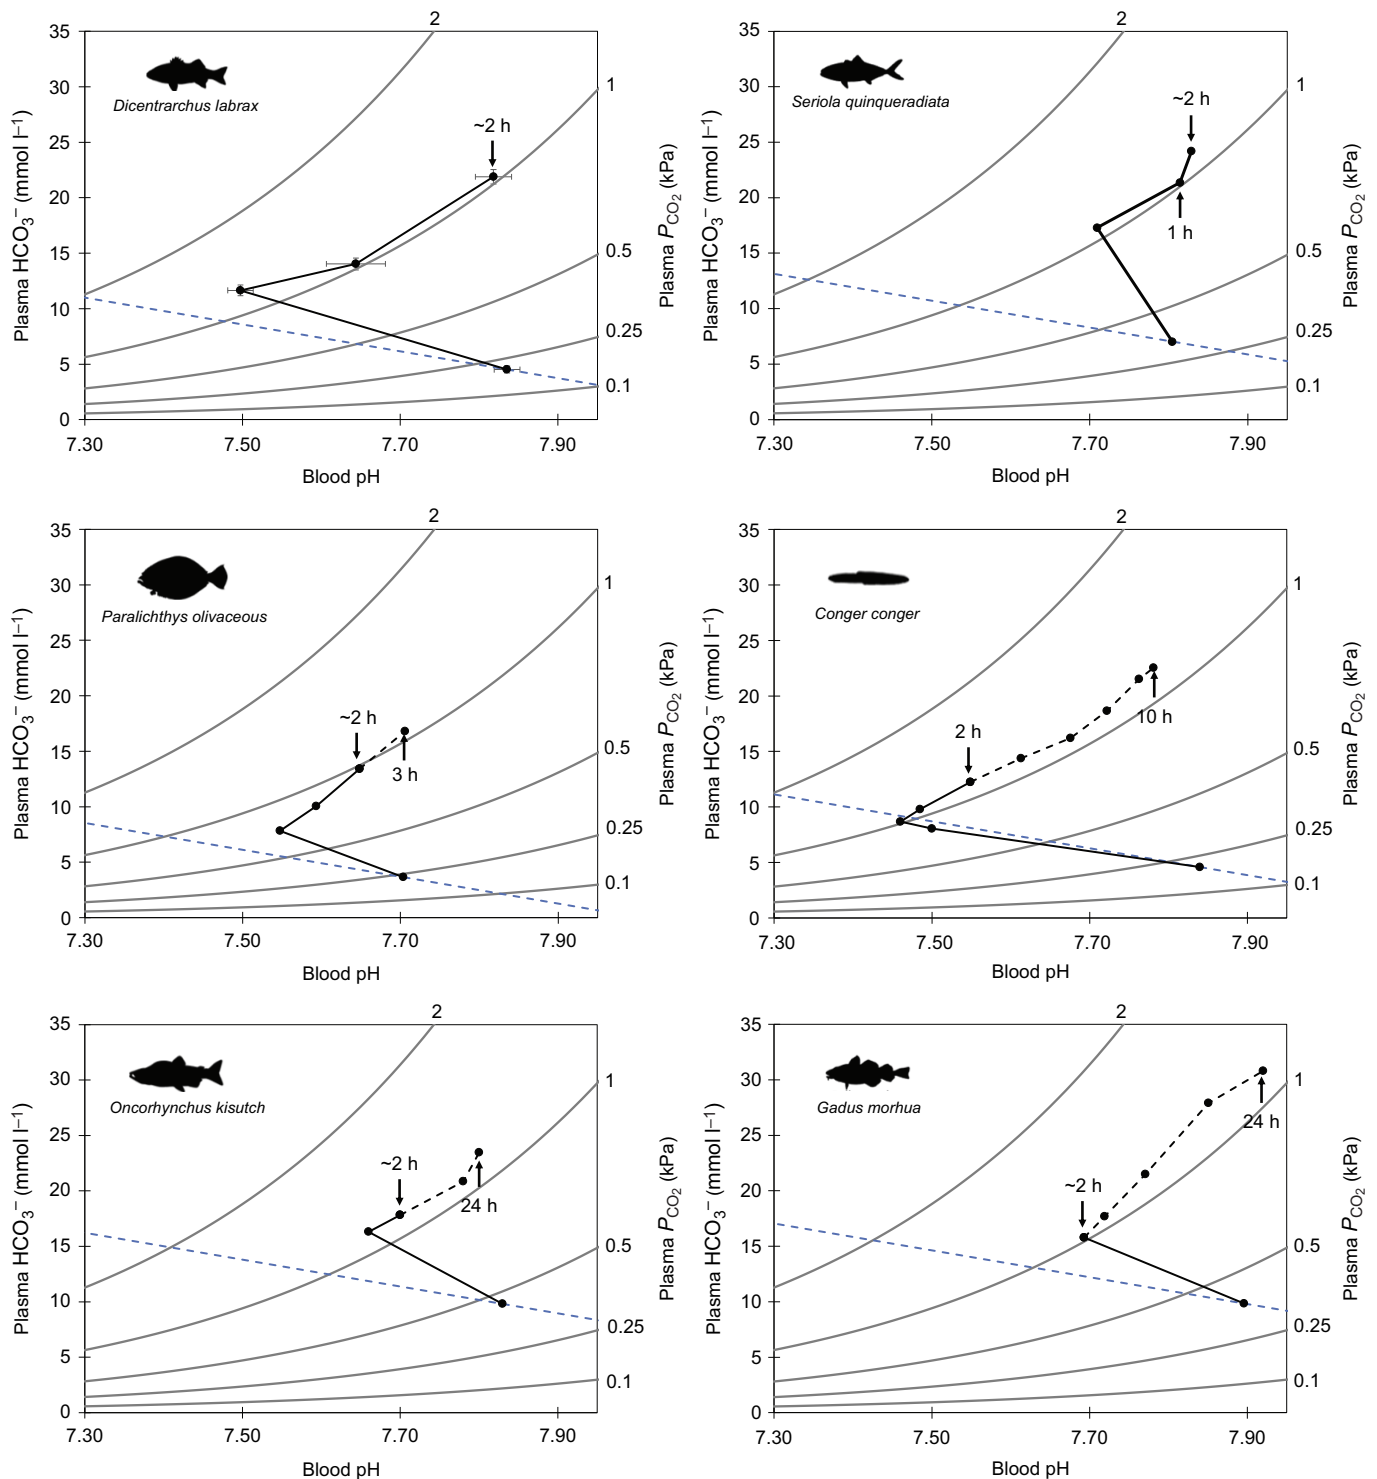 2
35
30
25
20
15
10
5
0
Plasma HCO₃⁻ (mmol l⁻¹)
Dicentrarchus labrax
~2 h
1
0.5
0.25
0.1
Plasma PCO₂ (kPa)
7.30 7.50 7.70 7.90
Blood pH
2
35
30
25
20
15
10
5
0
Plasma HCO₃⁻ (mmol l⁻¹)
Seriola quinqueradiata
~2 h
1 h
1
0.5
0.25
0.1
Plasma PCO₂ (kPa)
7.30 7.50 7.70 7.90
Blood pH
2
35
30
25
20
15
10
5
0
Plasma HCO₃⁻ (mmol l⁻¹)
Paralichthys olivaceous
~2 h
3 h
1
0.5
0.25
0.1
Plasma PCO₂ (kPa)
7.30 7.50 7.70 7.90
Blood pH
2
35
30
25
20
15
10
5
0
Plasma HCO₃⁻ (mmol l⁻¹)
Conger conger
2 h
10 h
1
0.5
0.25
0.1
Plasma PCO₂ (kPa)
7.30 7.50 7.70 7.90
Blood pH
2
35
30
25
20
15
10
5
0
Plasma HCO₃⁻ (mmol l⁻¹)
Oncorhynchus kisutch
~2 h
24 h
1
0.5
0.25
0.1
Plasma PCO₂ (kPa)
7.30 7.50 7.70 7.90
Blood pH
2
35
30
25
20
15
10
5
0
Plasma HCO₃⁻ (mmol l⁻¹)
Gadus morhua
~2 h
24 h
1
0.5
0.25
0.1
Plasma PCO₂ (kPa)
7.30 7.50 7.70 7.90
Blood pH